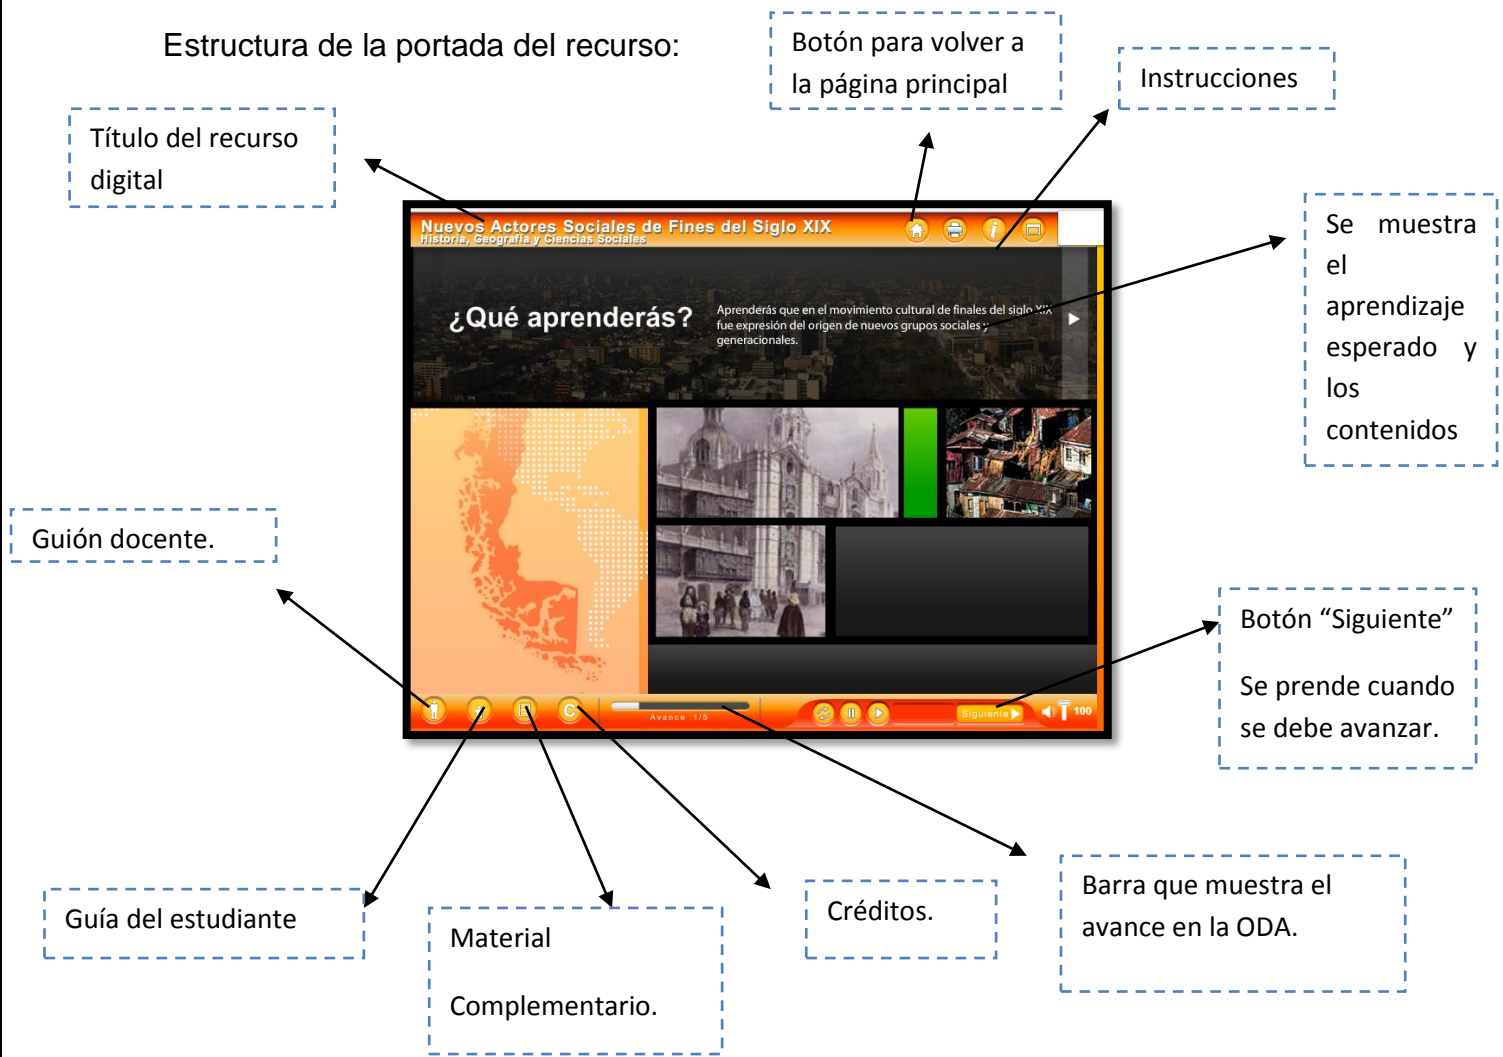 Estructura de la portada del recurso:
Botón para volver a
la página principal
Instrucciones
Título del recurso
digital
Se muestra
el
aprendizaje
esperado y
los
contenidos
Nuevos Actores Sociales de Fines del Siglo XIX
Historia, Geografía y Ciencias Sociales
i
¿Qué aprenderás?
Aprenderás que en el movimiento cultural de finales del siglo XIX
fue expresión del origen de nuevos grupos sociales y
generacionales.
Guión docente.
Botón “Siguiente”
Se prende cuando
se debe avanzar.
C
Avance 1/5
Siguiente
100
Guía del estudiante
Material
Complementario.
Créditos.
Barra que muestra el
avance en la ODA.